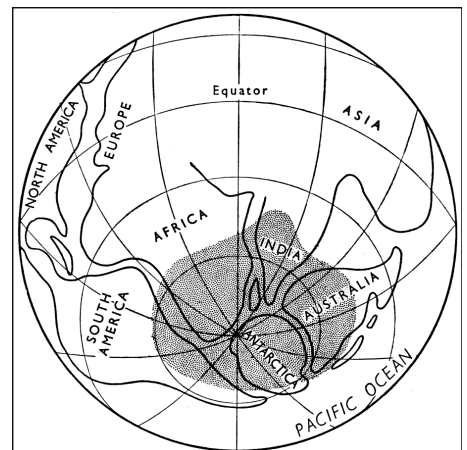 Equator
ASIA
EUROPE
NORTH AMERICA
AFRICA
INDIA
AUSTRALIA
SOUTH
AMERICA
ANTARCTICA
PACIFIC OCEAN